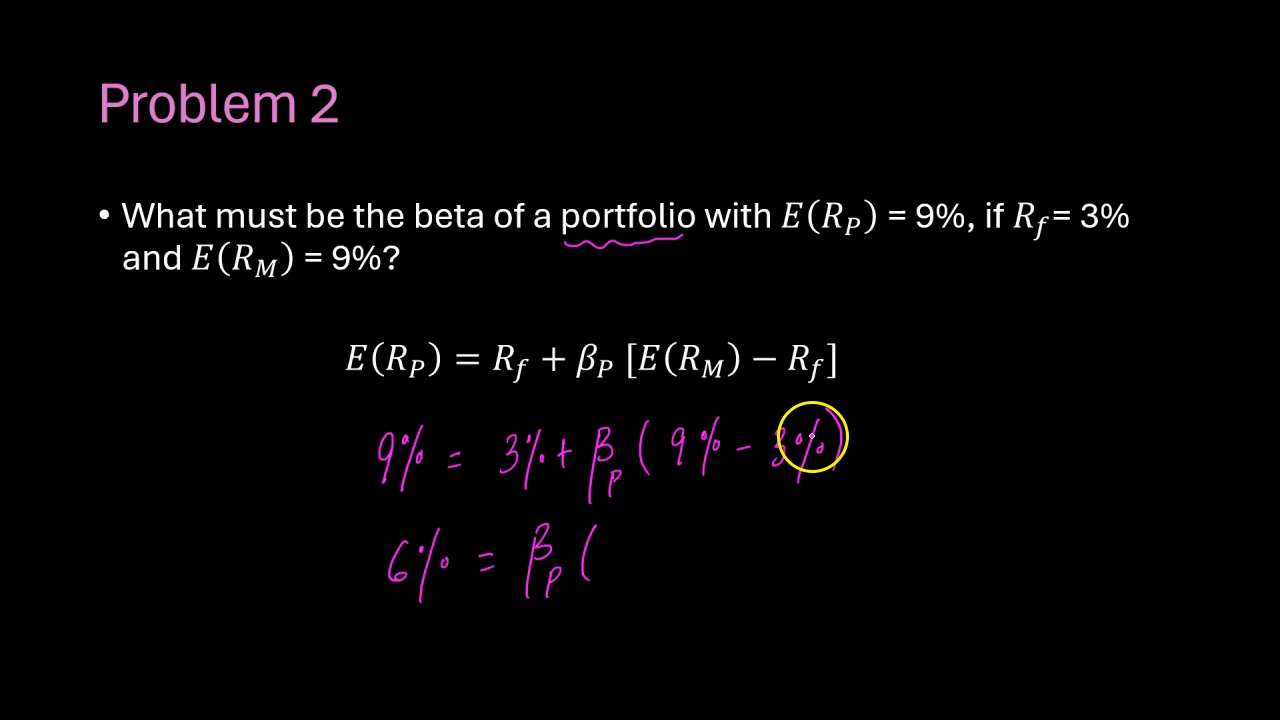 Problem 2
• What must be the beta of a portfolio with E(R_P) = 9%, if R_f = 3%
and E(R_M) = 9%?
E(R_P) = R_f + β_P [E(R_M) − R_f]
9% = 3% + β_P ( 9% − 3%)
6% = β_P (